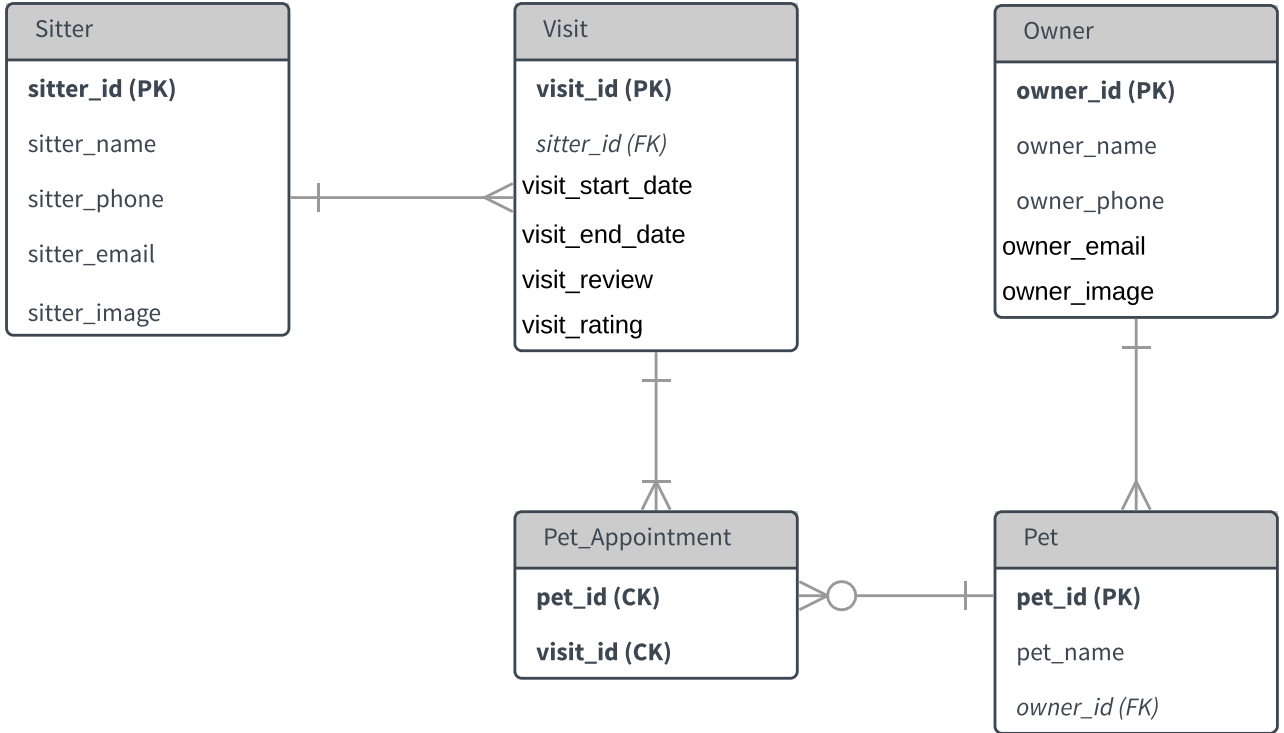 Sitter
sitter_id (PK)
sitter_name
sitter_phone
sitter_email
sitter_image
Visit
visit_id (PK)
sitter_id (FK)
visit_start_date
visit_end_date
visit_review
visit_rating
Owner
owner_id (PK)
owner_name
owner_phone
owner_email
owner_image
Pet_Appointment
pet_id (CK)
visit_id (CK)
Pet
pet_id (PK)
pet_name
owner_id (FK)